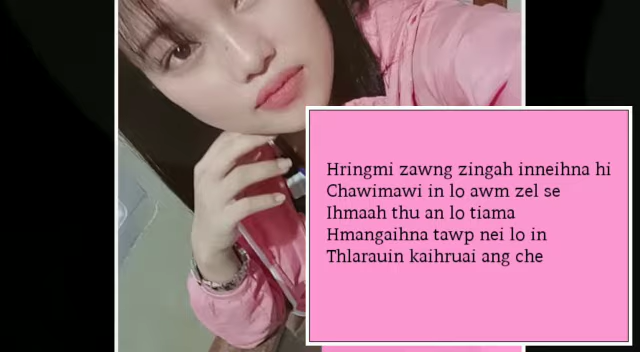 Hringmi zawng zingah inneihna hi
Chawimawi in lo awm zel se
Ihmaah thu an lo tiama
Hmangaihna tawp nei lo in
Thlarauin kaihruai ang che